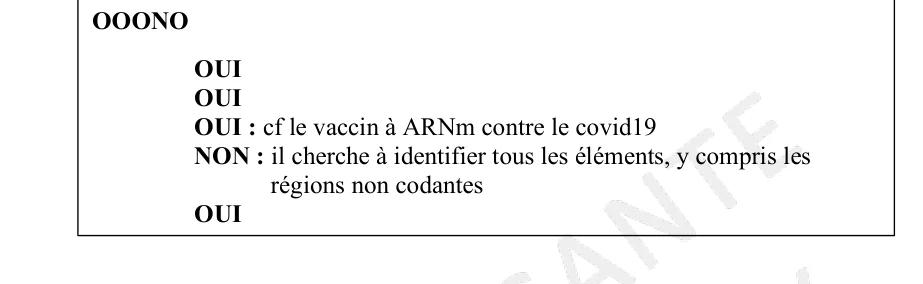 OOONO
OUI
OUI
OUI : cf le vaccin à ARNm contre le covid19
NON : il cherche à identifier tous les éléments, y compris les
régions non codantes
OUI
SANTE